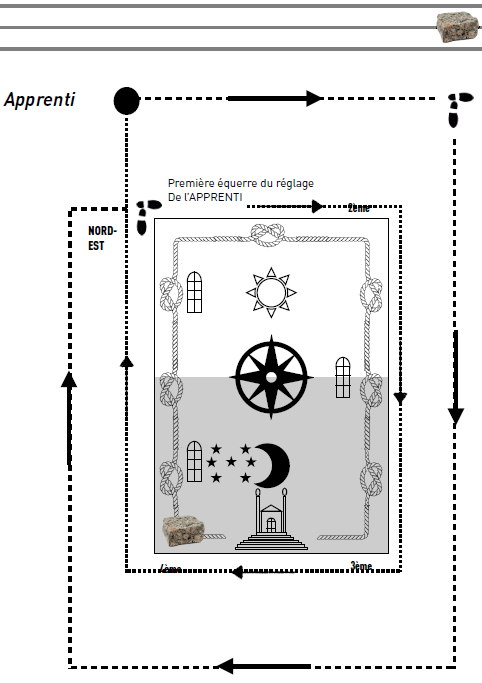 Apprenti
Première équerre du réglage
De l'APPRENTI
2ème
NORD-
EST
4ème
3ème